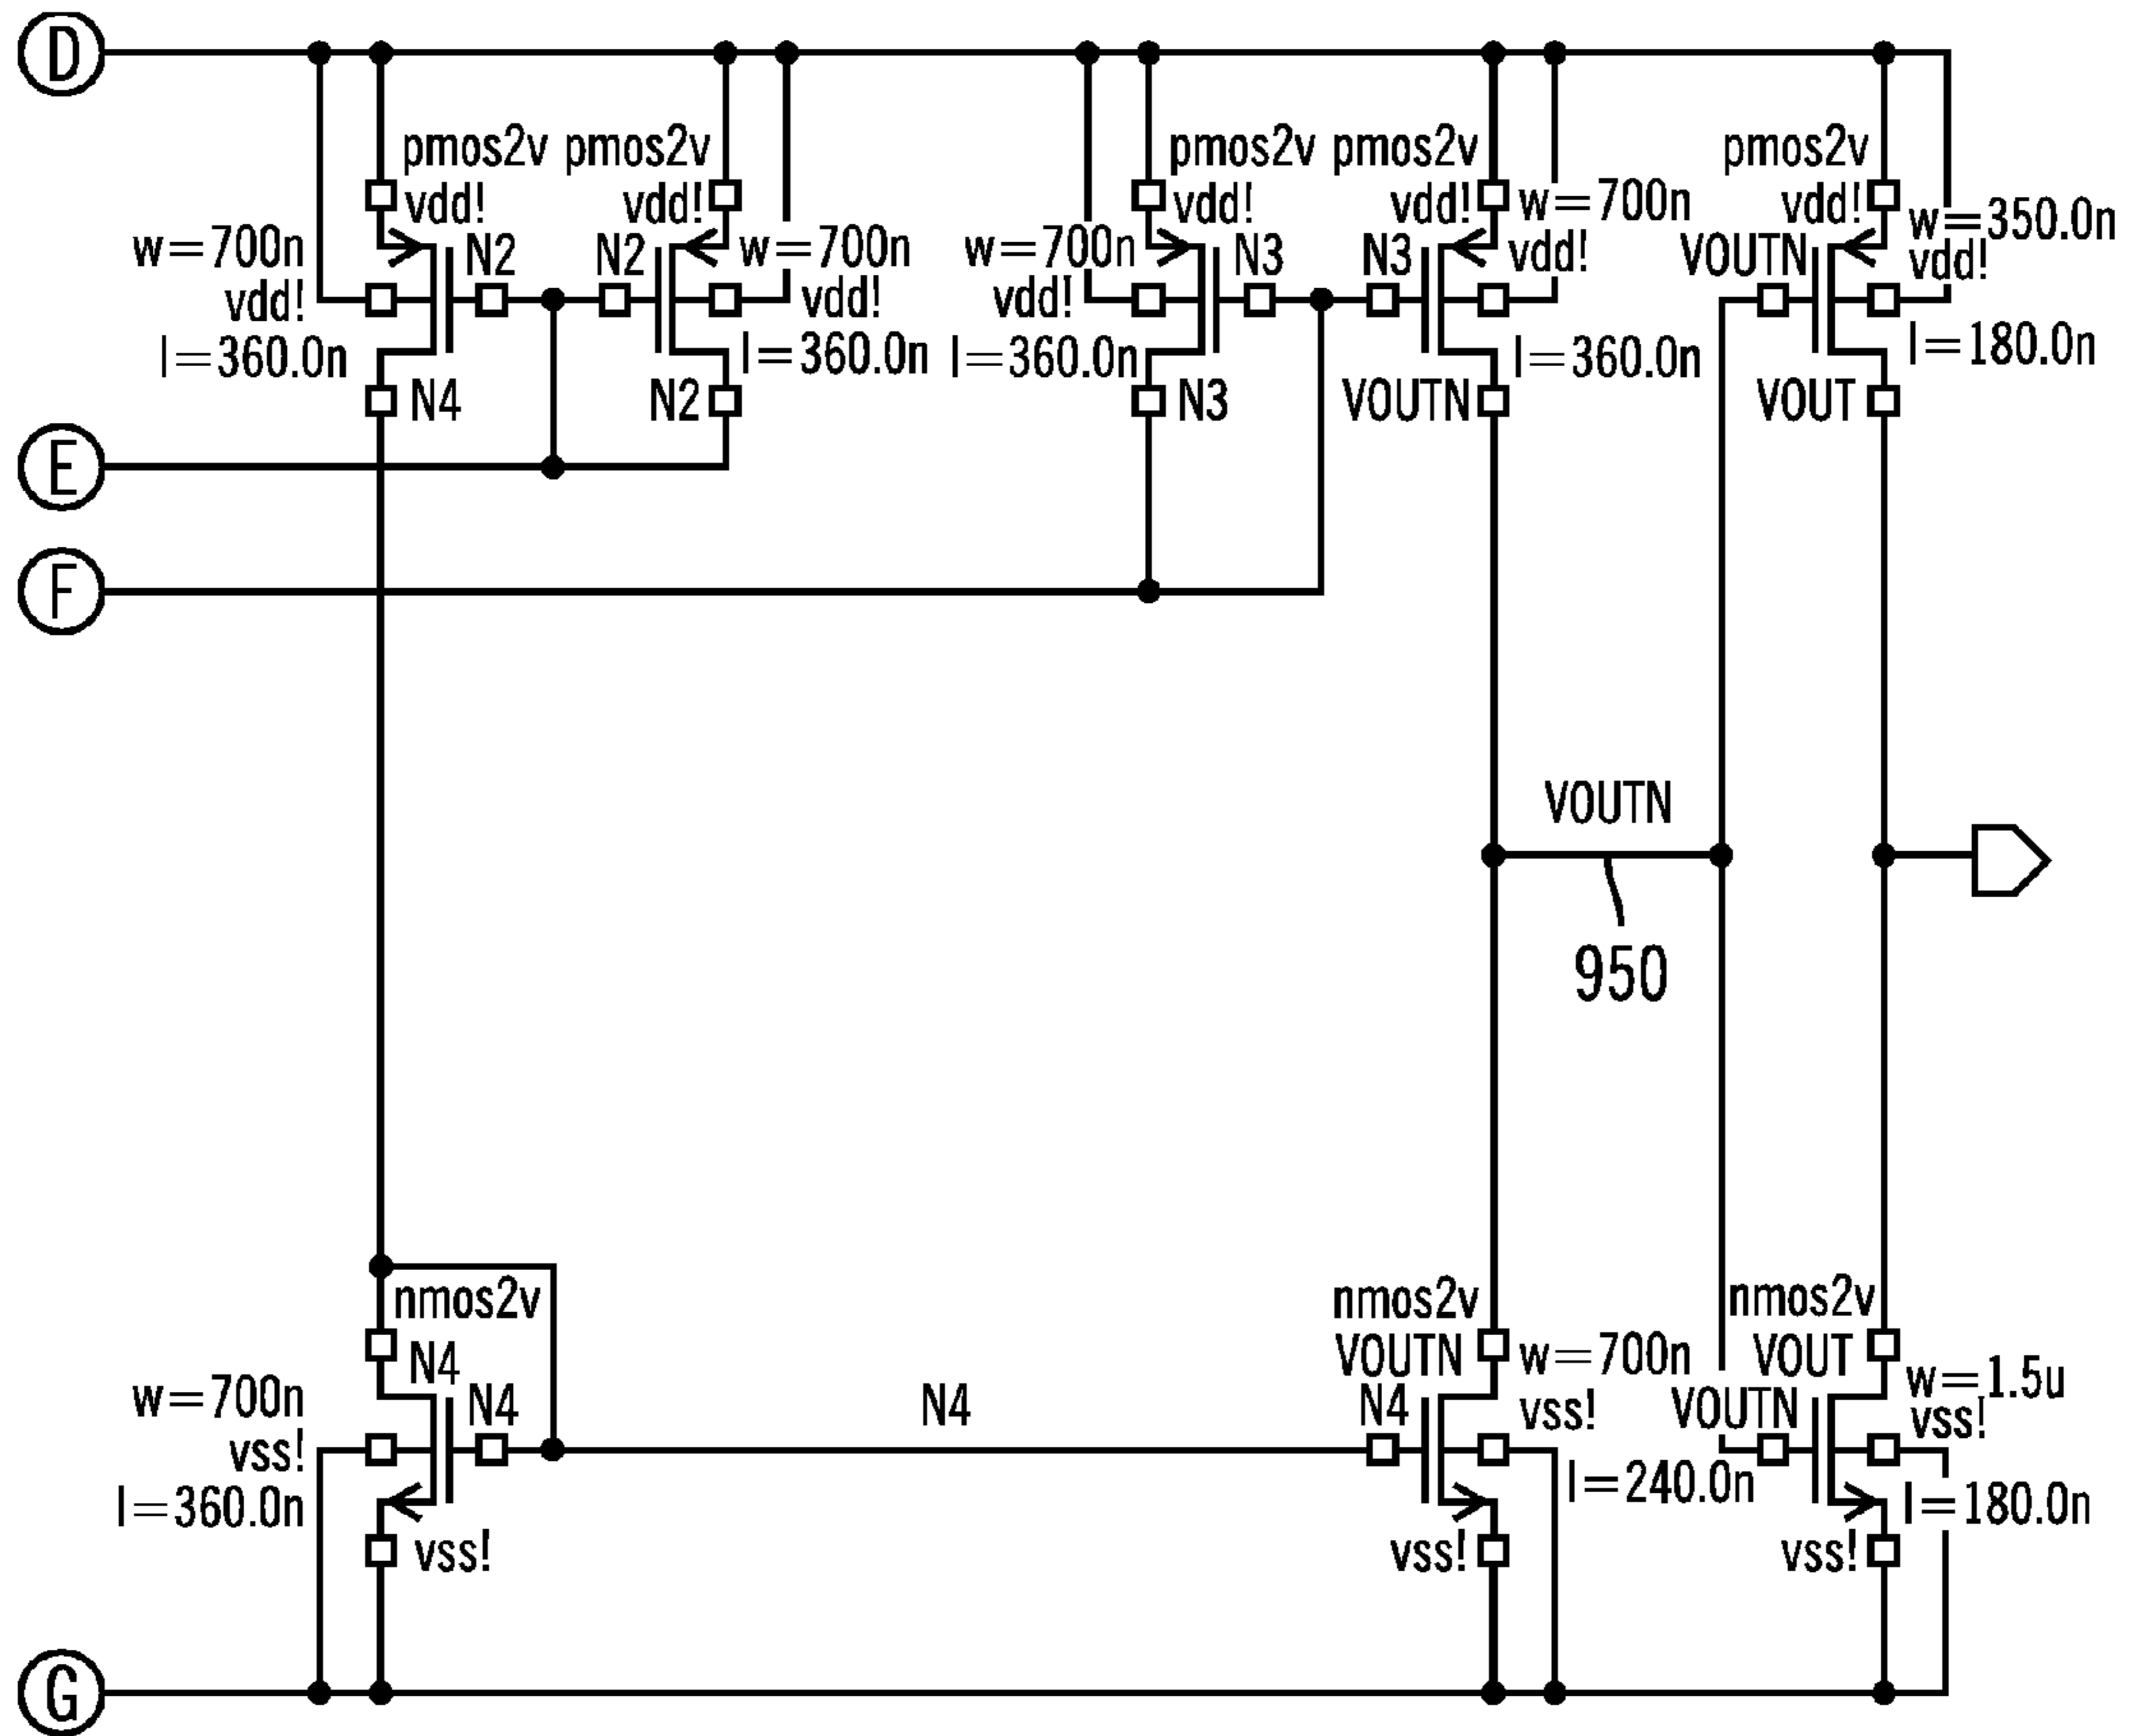 D
pmos2v pmos2v pmos2v pmos2v pmos2v
vdd! vdd! vdd! vdd! w=700n vdd! w=350.0n
w=700n N2 N2 w=700n w=700n N3 N3 vdd! VOUTN vdd!
vdd! vdd! vdd!
l=360.0n l=360.0n l=360.0n l=360.0n l=180.0n
N4 N2 N3 VOUTN VOUT
E
F
VOUTN
950
nmos2v nmos2v nmos2v
N4 VOUTN w=700n VOUT w=1.5u
w=700n N4 N4 N4 vss! VOUTN vss!
vss!
l=360.0n l=240.0n l=180.0n
vss! vss! vss!
G